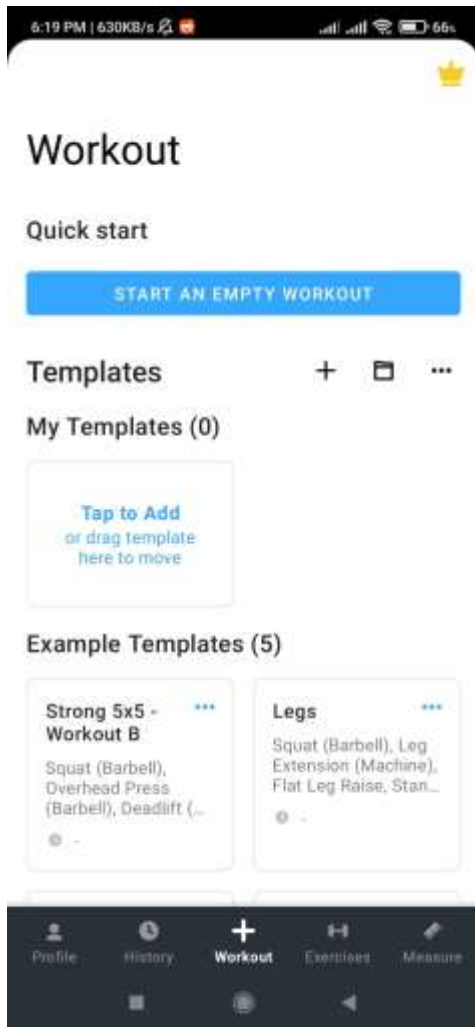 6:19 PM | 630KB/s
66%
Workout
Quick start
START AN EMPTY WORKOUT
Templates
My Templates (0)
Tap to Add
or drag template
here to move
Example Templates (5)
Strong 5x5 -
Workout B
Squat (Barbell),
Overhead Press
(Barbell), Deadlift (...
-
Legs
Squat (Barbell), Leg
Extension (Machine),
Flat Leg Raise, Stan...
-
Profile
History
Workout
Exercises
Measure